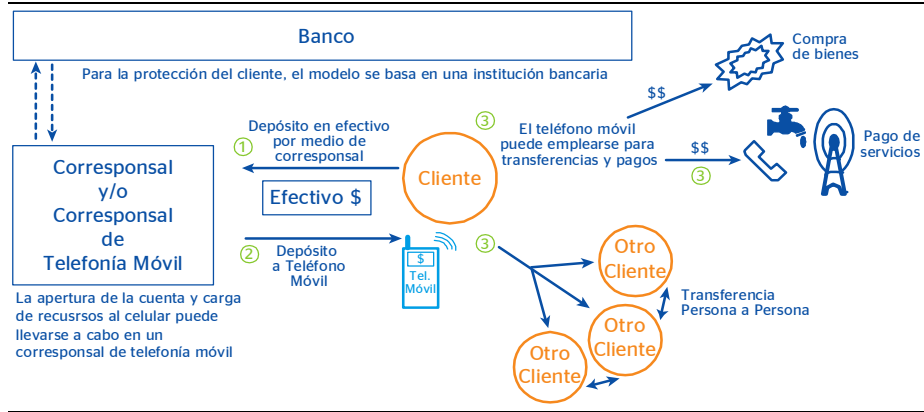 Banco
Para la protección del cliente, el modelo se basa en una institución bancaria
Compra
de bienes
$$
Depósito en efectivo
por medio de
corresponsal
①
③
El teléfono móvil
puede emplearse para
transferencias y pagos
$$
③
Pago de
servicios
Corresponsal
y/o
Corresponsal
de
Telefonía Móvil
Efectivo $
Cliente
②
Depósito
a Teléfono
Móvil
$
Tel.
Móvil
③
Otro
Cliente
Otro
Cliente
Otro
Cliente
Transferencia
Persona a Persona
La apertura de la cuenta y carga
de recursrsos al celular puede
llevarse a cabo en un
corresponsal de telefonía móvil